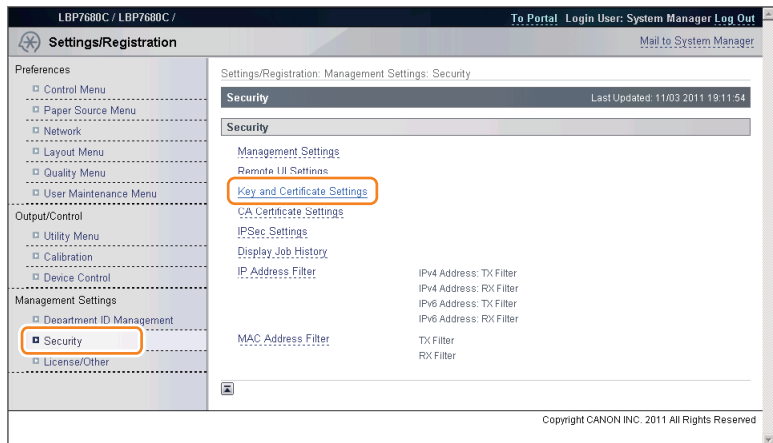 LBP7680C / LBP7680C /
To Portal Login User: System Manager Log Out
Settings/Registration
Mail to System Manager
Preferences
Control Menu
Paper Source Menu
Network
Layout Menu
Quality Menu
User Maintenance Menu
Output/Control
Utility Menu
Calibration
Device Control
Management Settings
Department ID Management
Security
License/Other
Settings/Registration: Management Settings: Security
Security
Last Updated: 11/03 2011 19:11:54
Security
Management Settings
Remote UI Settings
Key and Certificate Settings
CA Certificate Settings
IPSec Settings
Display Job History
IP Address Filter
IPv4 Address: TX Filter
IPv4 Address: RX Filter
IPv6 Address: TX Filter
IPv6 Address: RX Filter
MAC Address Filter
TX Filter
RX Filter
Copyright CANON INC. 2011 All Rights Reserved